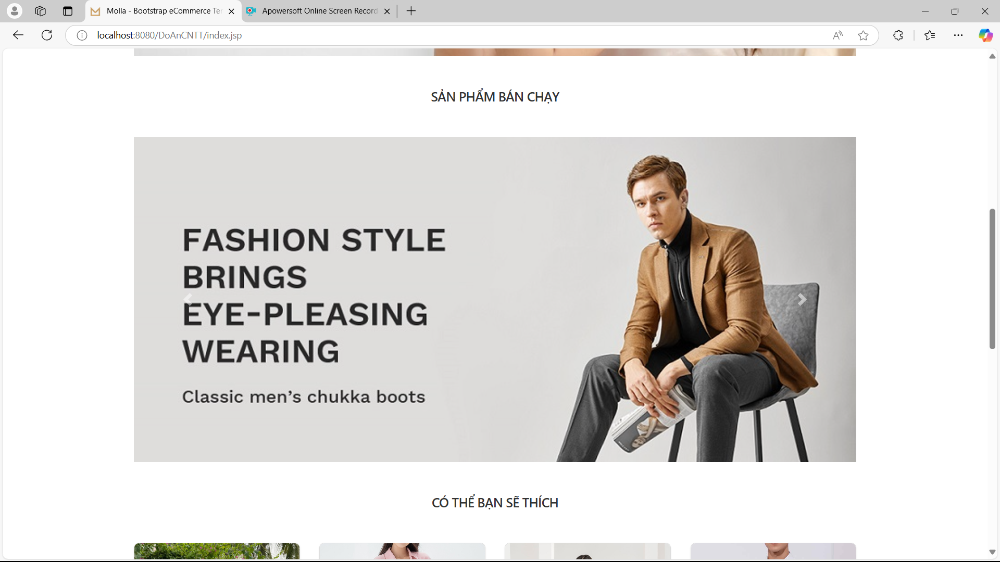 Molla - Bootstrap eCommerce Ter
Apowersoft Online Screen Record
localhost:8080/DoAnCNTT/index.jsp
SẢN PHẨM BÁN CHẠY
FASHION STYLE
BRINGS
EYE-PLEASING
WEARING
Classic men's chukka boots
CÓ THỂ BẠN SẼ THÍCH